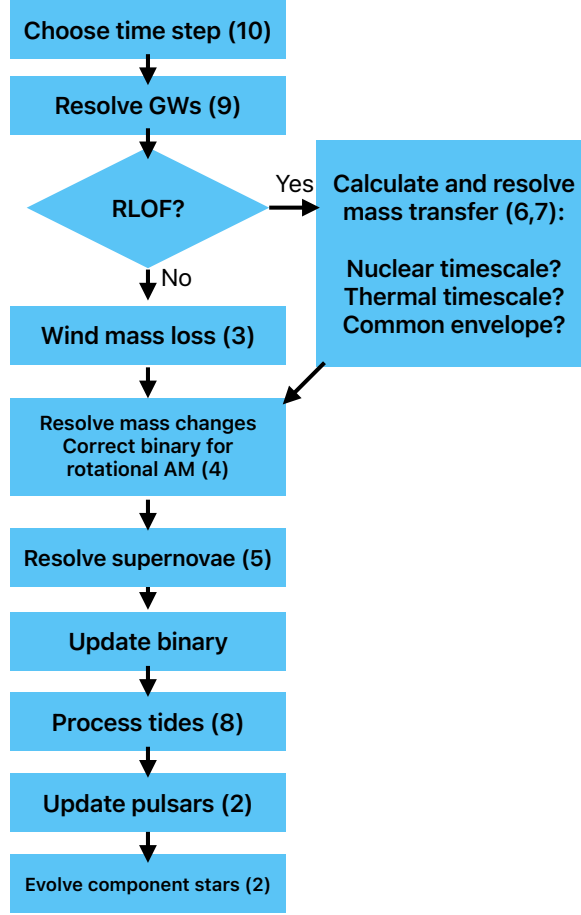 Choose time step (10)
Resolve GWs (9)
RLOF?
Yes
Calculate and resolve
mass transfer (6,7):
Nuclear timescale?
Thermal timescale?
Common envelope?
No
Wind mass loss (3)
Resolve mass changes
Correct binary for
rotational AM (4)
Resolve supernovae (5)
Update binary
Process tides (8)
Update pulsars (2)
Evolve component stars (2)